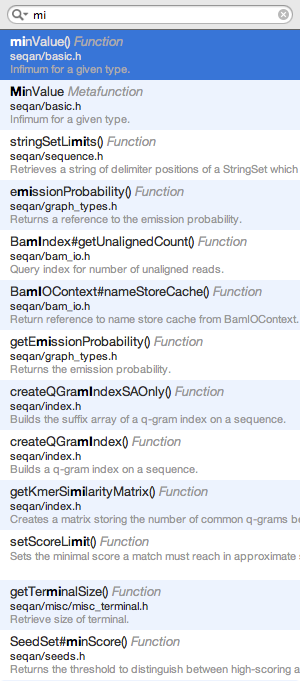 mi
minValue() Function
seqan/basic.h
Infimum for a given type.
MinValue Metafunction
seqan/basic.h
Infimum for a given type.
stringSetLimits() Function
seqan/sequence.h
Retrieves a string of delimiter positions of a StringSet which
emissionProbability() Function
seqan/graph_types.h
Returns a reference to the emission probability.
BamIndex#getUnalignedCount() Function
seqan/bam_io.h
Query index for number of unaligned reads.
BamIOContext#nameStoreCache() Function
seqan/bam_io.h
Return reference to name store cache from BamIOContext.
getEmissionProbability() Function
seqan/graph_types.h
Returns the emission probability.
createQGramIndexSAOnly() Function
seqan/index.h
Builds the suffix array of a q-gram index on a sequence.
createQGramIndex() Function
seqan/index.h
Builds a q-gram index on a sequence.
getKmerSimilarityMatrix() Function
seqan/index.h
Creates a matrix storing the number of common q-grams be
setScoreLimit() Function
Sets the minimal score a match must reach in approximate
getTerminalSize() Function
seqan/misc/misc_terminal.h
Retrieve size of terminal.
SeedSet#minScore() Function
seqan/seeds.h
Returns the threshold to distinguish between high-scoring a